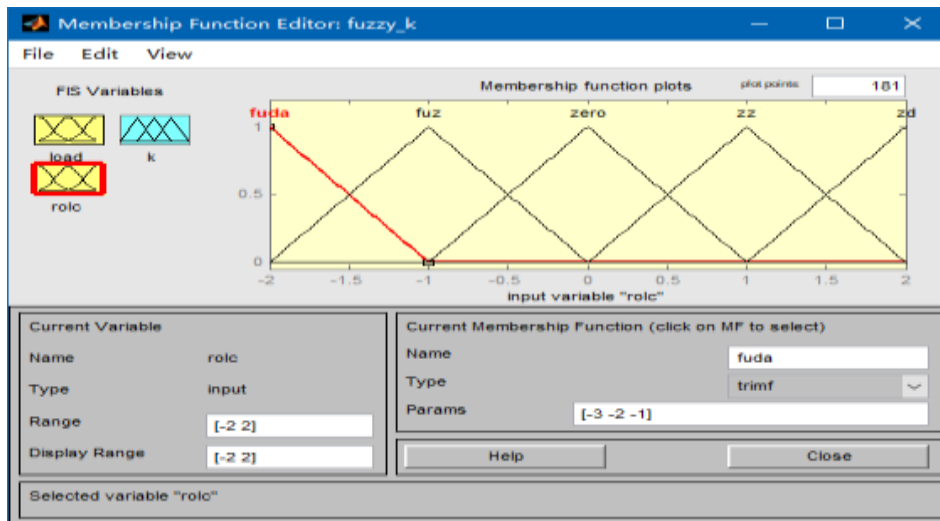 Membership Function Editor: fuzzy_k
File Edit View
FIS Variables
Membership function plots
plot points:
181
load
k
rolc
fuda fuz zero zz zd
1
0.5
0
-2 -1.5 -1 -0.5 0 0.5 1 1.5 2
input variable "rolc"
Current Variable
Name rolc
Type input
Range [-2 2]
Display Range [-2 2]
Current Membership Function (click on MF to select)
Name fuda
Type trimf
Params [-3 -2 -1]
Help Close
Selected variable "rolc"